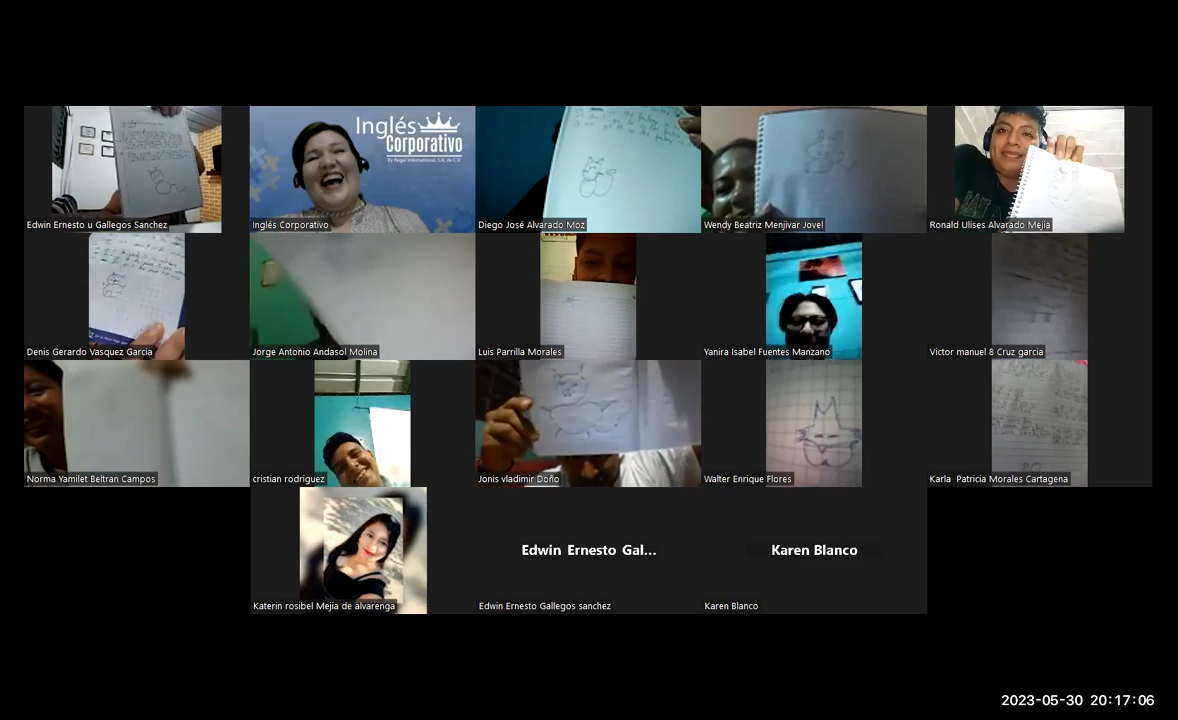 Inglés
Corporativo
By Regal International, S.A. de C.V.
Edwin Ernesto u Gallegos Sanchez
Inglés Corporativo
Diego José Alvarado Moz
Wendy Beatriz Menjivar Jovel
Ronald Ulises Alvarado Mejia
Denis Gerardo Vasquez Garcia
Jorge Antonio Andasol Molina
Luis Parrilla Morales
Yanira Isabel Fuentes Manzano
Victor manuel 8 Cruz garcia
Norma Yamilet Beltran Campos
cristian rodriguez
Jonis vladimir Doño
Walter Enrique Flores
Karla Patricia Morales Cartagena
Katerin rosibel Mejia de alvarenga
Edwin Ernesto Gal...
Edwin Ernesto Gallegos sanchez
Karen Blanco
Karen Blanco
2023-05-30 20:17:06